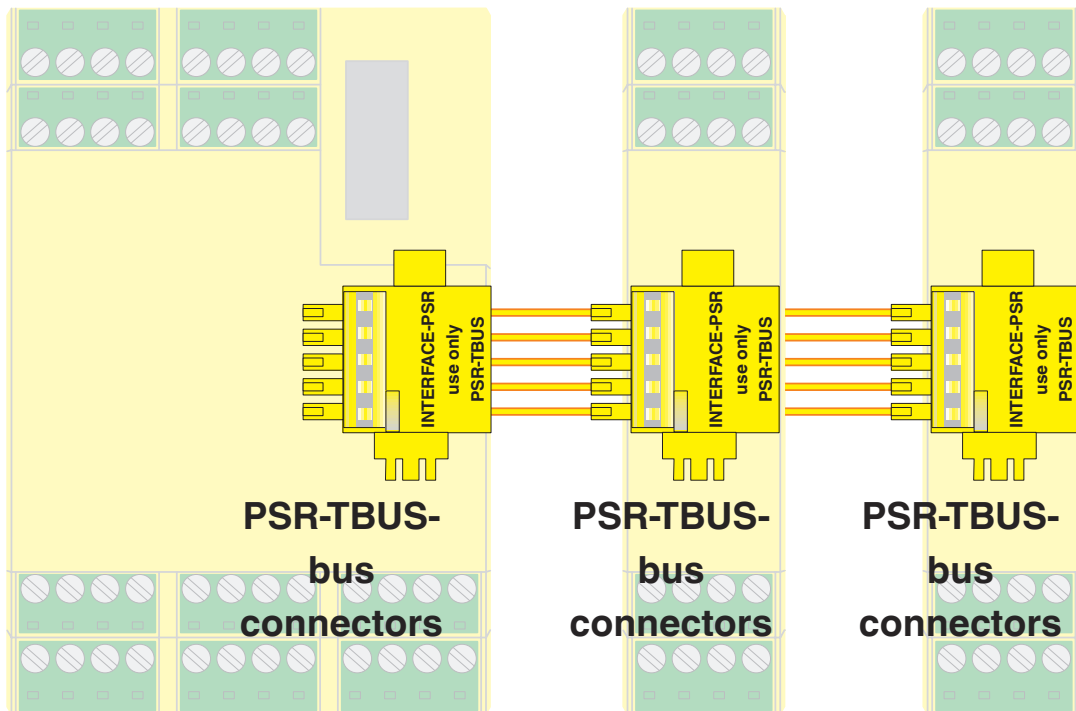 INTERFACE-PSR
use only
PSR-TBUS
INTERFACE-PSR
use only
PSR-TBUS
INTERFACE-PSR
use only
PSR-TBUS
PSR-TBUS-
bus
connectors
PSR-TBUS-
bus
connectors
PSR-TBUS-
bus
connectors